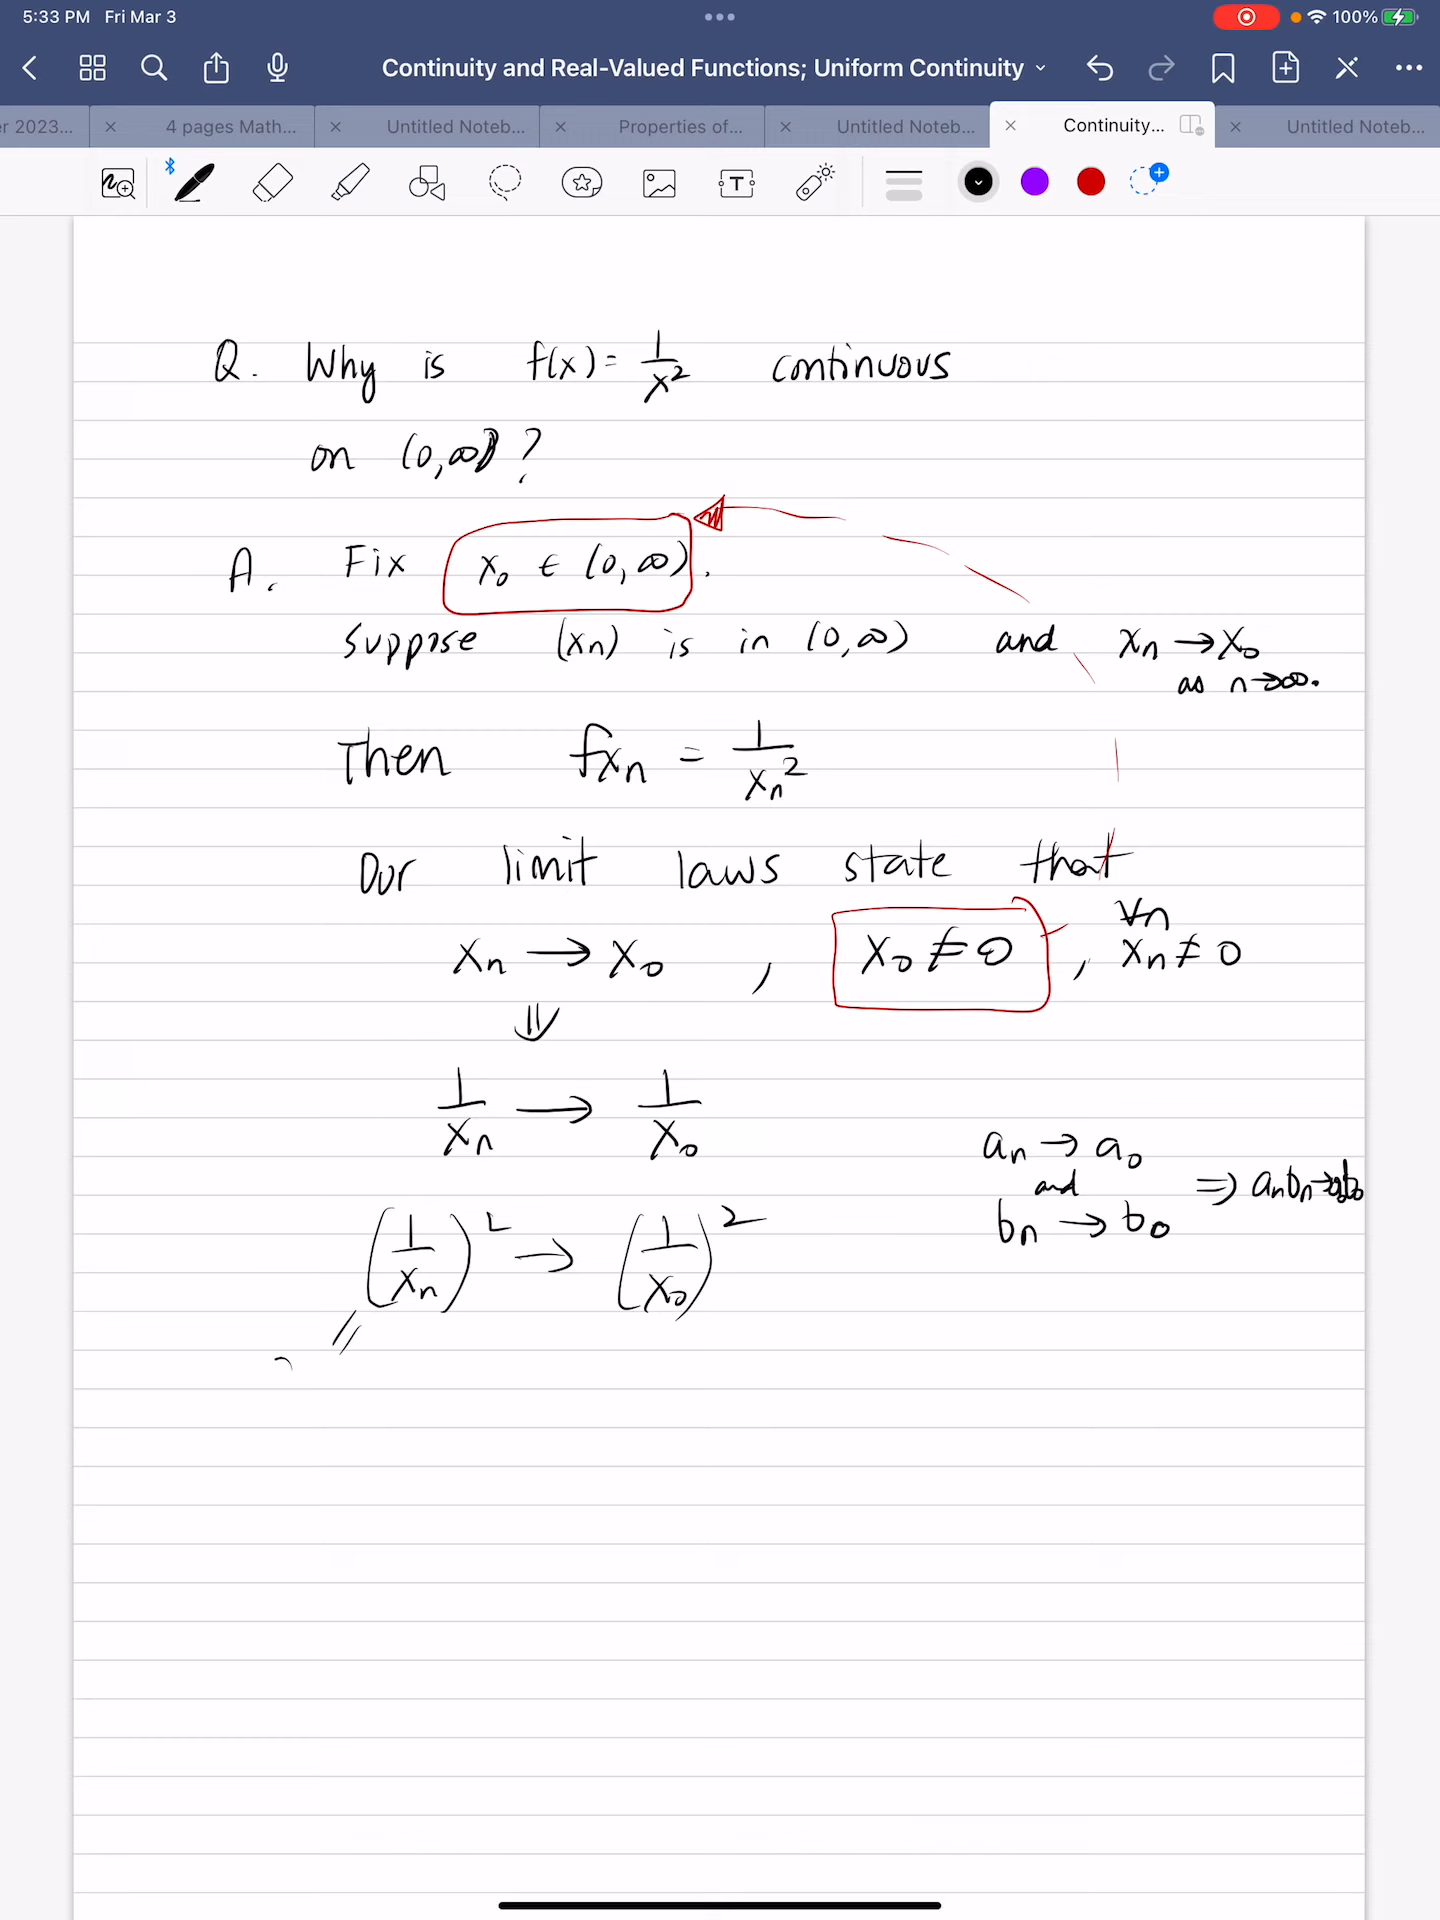 5:33 PM Fri Mar 3
100%
Continuity and Real-Valued Functions; Uniform Continuity
r 2023... × 4 pages Math... × Untitled Noteb... × Properties of... × Untitled Noteb... × Continuity... × Untitled Noteb...
Q. Why is f(x) = 1/x² continuous
on (0,∞)?
A. Fix x₀ ∈ (0,∞).
Suppose (xn) is in (0,∞) and xn → x₀
as n→∞.
Then fxn = 1/xn²
Our limit laws state that
∀n
xn → x₀ , x₀ ≠ 0 , xn ≠ 0
⇓
1/xn → 1/x₀
an → a₀
and ⇒ anbn→a₀b₀
bn → b₀
(1/xn)² → (1/x₀)²
=